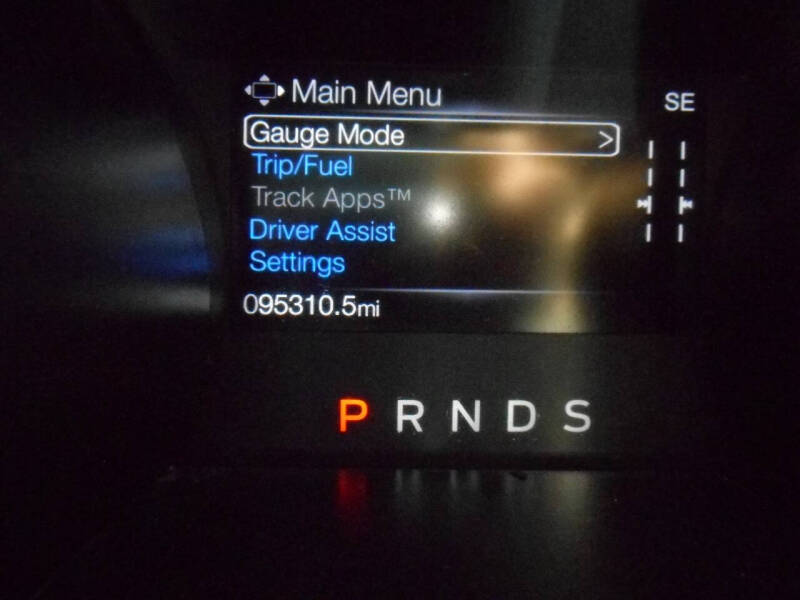 Main Menu
SE
Gauge Mode >
Trip/Fuel
Track Apps™
Driver Assist
Settings
095310.5mi
P R N D S